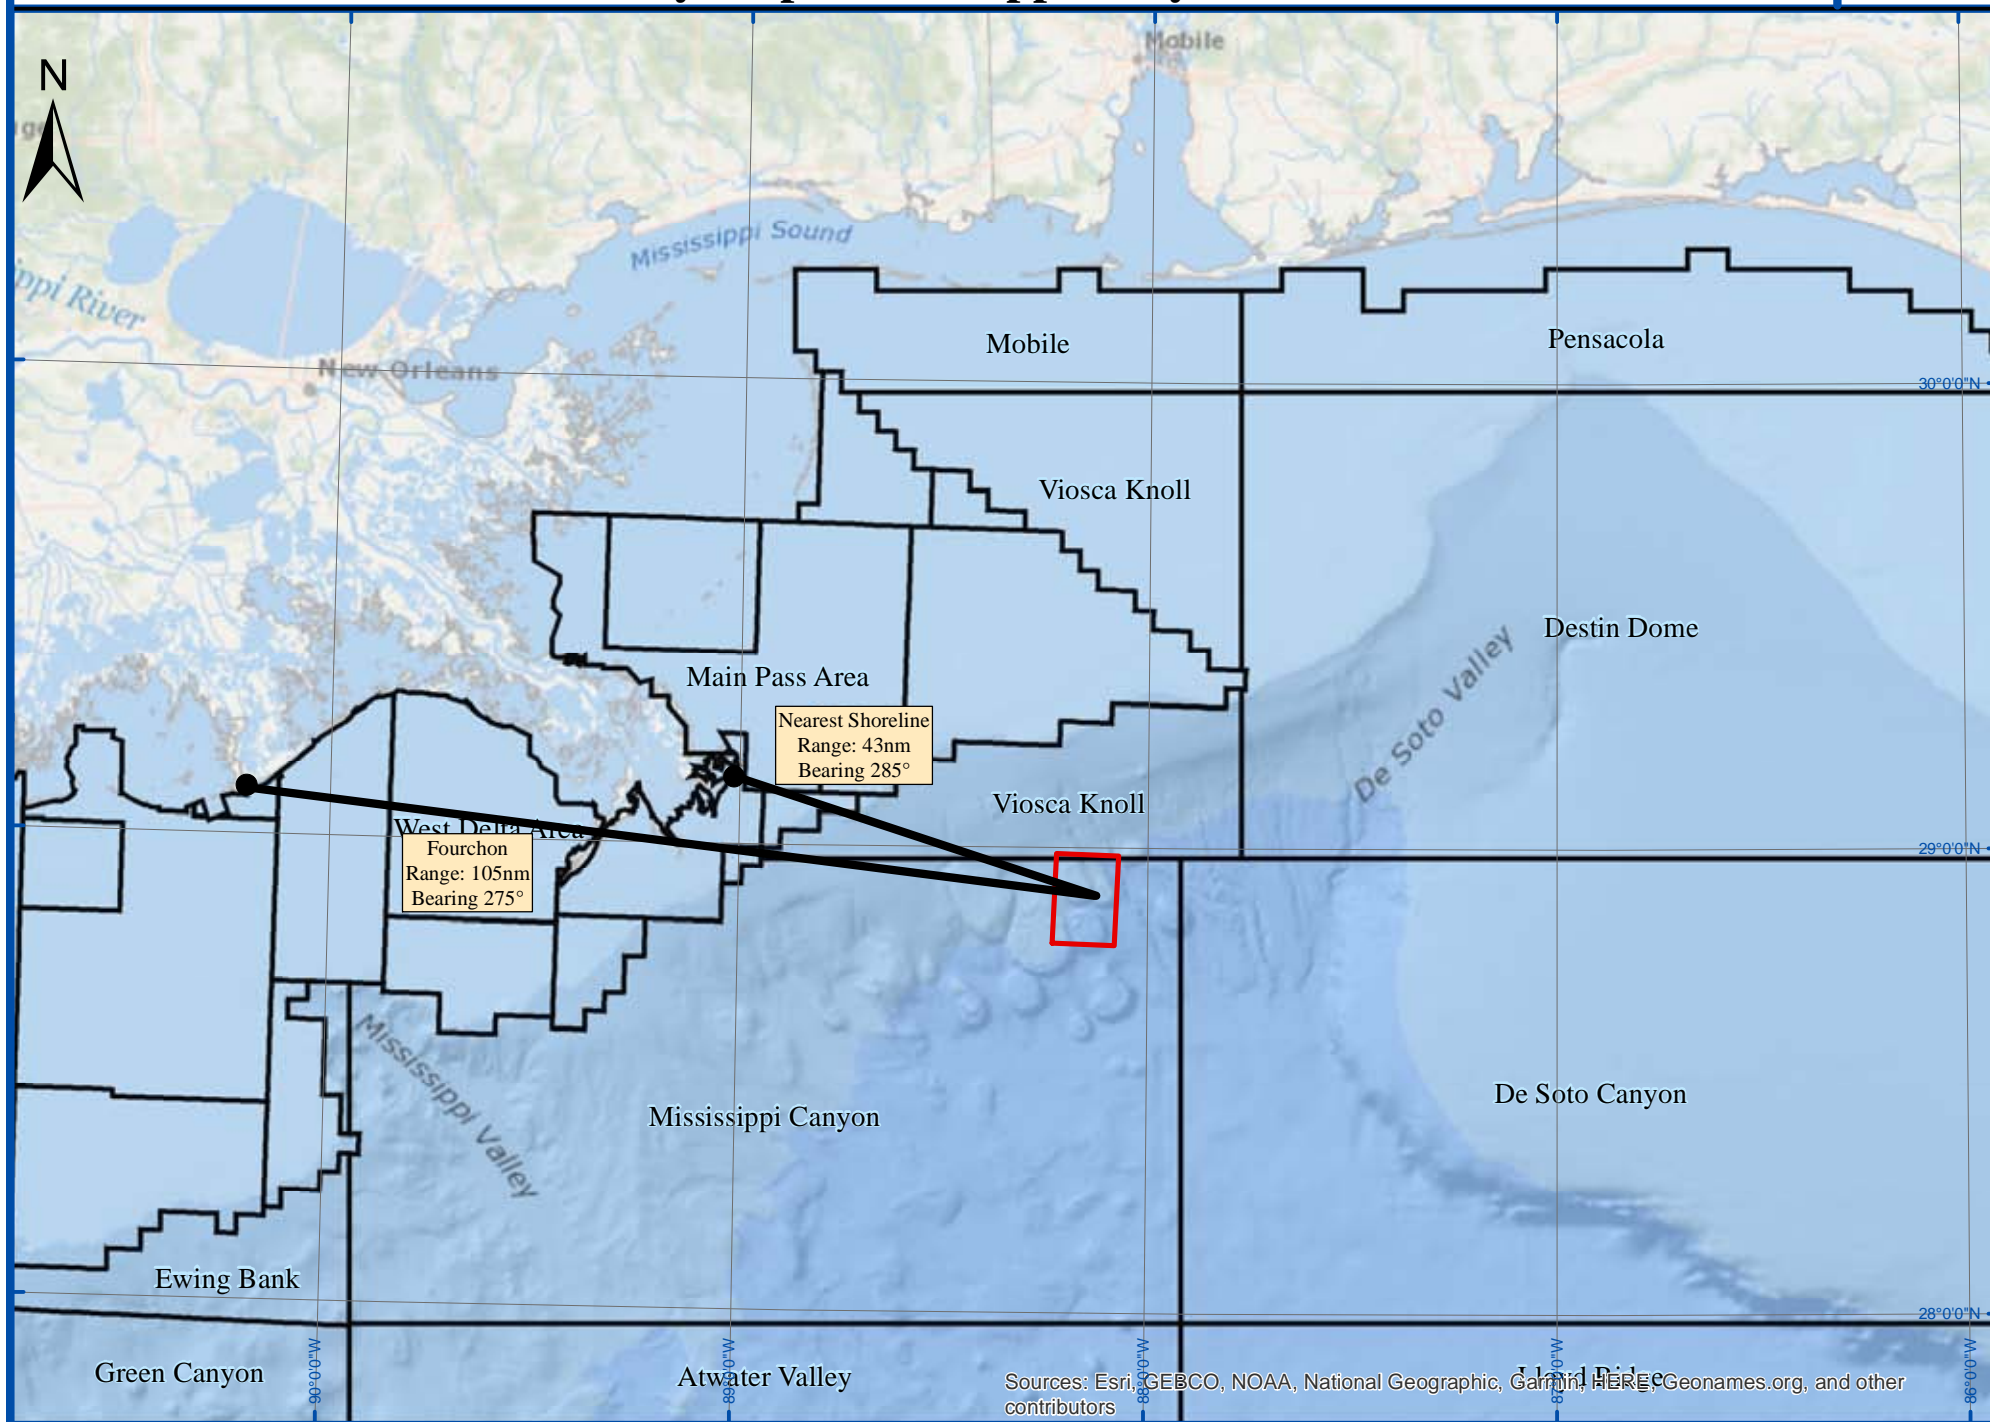 N
Mobile
Mississippi Sound
ippi River
New Orleans
Mobile
Pensacola
30°0'0"N
Viosca Knoll
Destin Dome
De Soto Valley
Main Pass Area
Nearest Shoreline
Range: 43nm
Bearing 285°
Viosca Knoll
West Delta Area
Fourchon
Range: 105nm
Bearing 275°
29°0'0"N
Mississippi Valley
Mississippi Canyon
De Soto Canyon
Ewing Bank
28°0'0"N
Green Canyon
Atwater Valley
Lloyd Ridge
90°0'0"W
89°0'0"W
88°0'0"W
87°0'0"W
86°0'0"W
Sources: Esri, GEBCO, NOAA, National Geographic, Garmin, HERE, Geonames.org, and other
contributors